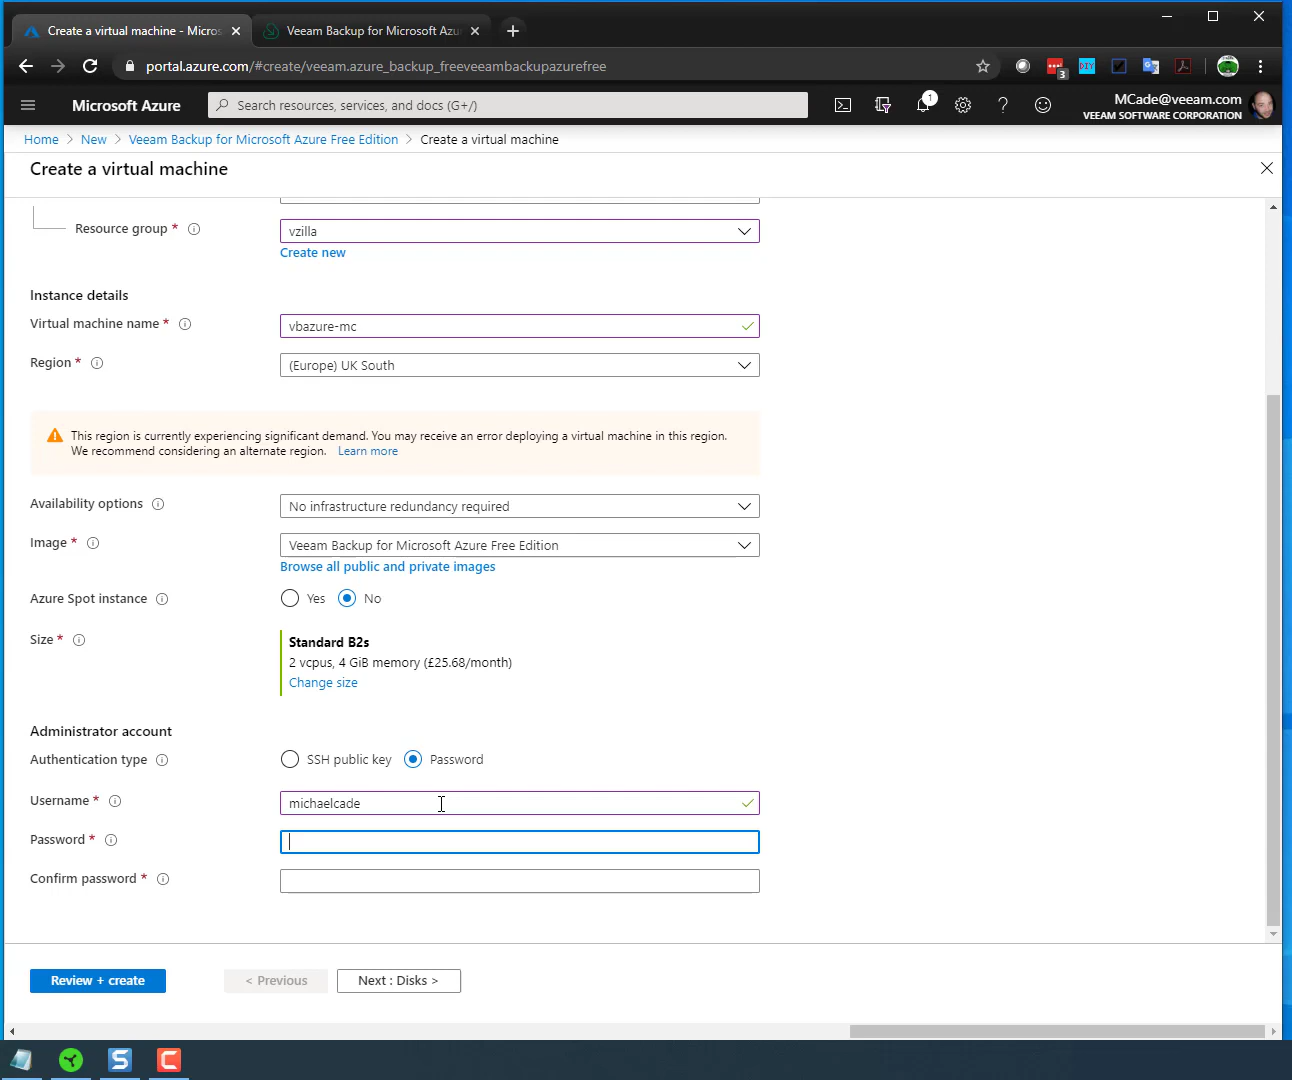 Create a virtual machine - Micros
Veeam Backup for Microsoft Azu
portal.azure.com/#create/veeam.azure_backup_freeveeambackupazurefree
3
DIY
Microsoft Azure
Search resources, services, and docs (G+/)
1
MCade@veeam.com
VEEAM SOFTWARE CORPORATION
Home > New > Veeam Backup for Microsoft Azure Free Edition > Create a virtual machine
Create a virtual machine
Resource group *
vzilla
Create new
Instance details
Virtual machine name *
vbazure-mc
Region *
(Europe) UK South
This region is currently experiencing significant demand. You may receive an error deploying a virtual machine in this region.
We recommend considering an alternate region. Learn more
Availability options
No infrastructure redundancy required
Image *
Veeam Backup for Microsoft Azure Free Edition
Browse all public and private images
Azure Spot instance
Yes No
Size *
Standard B2s
2 vcpus, 4 GiB memory (£25.68/month)
Change size
Administrator account
Authentication type
SSH public key Password
Username *
michaelcade
Password *
Confirm password *
Review + create
< Previous
Next : Disks >
S
C